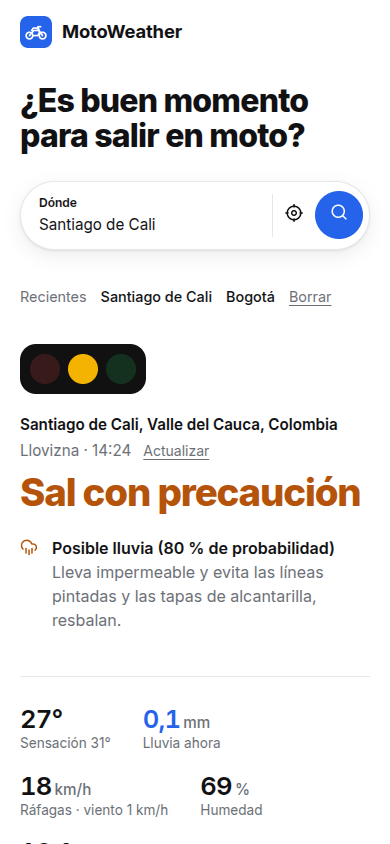 MotoWeather
¿Es buen momento
para salir en moto?
Dónde
Santiago de Cali
Recientes Santiago de Cali Bogotá Borrar
Santiago de Cali, Valle del Cauca, Colombia
Llovizna · 14:24 Actualizar
Sal con precaución
Posible lluvia (80 % de probabilidad)
Lleva impermeable y evita las líneas
pintadas y las tapas de alcantarilla,
resbalan.
27° 0,1 mm
Sensación 31° Lluvia ahora
18 km/h 69 %
Ráfagas · viento 1 km/h Humedad